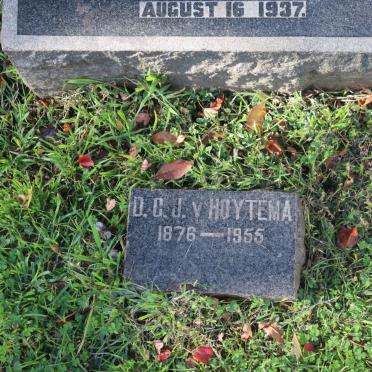 AUGUST 16 1937.
D. C. J. v HOYTEMA
1876 — 1955